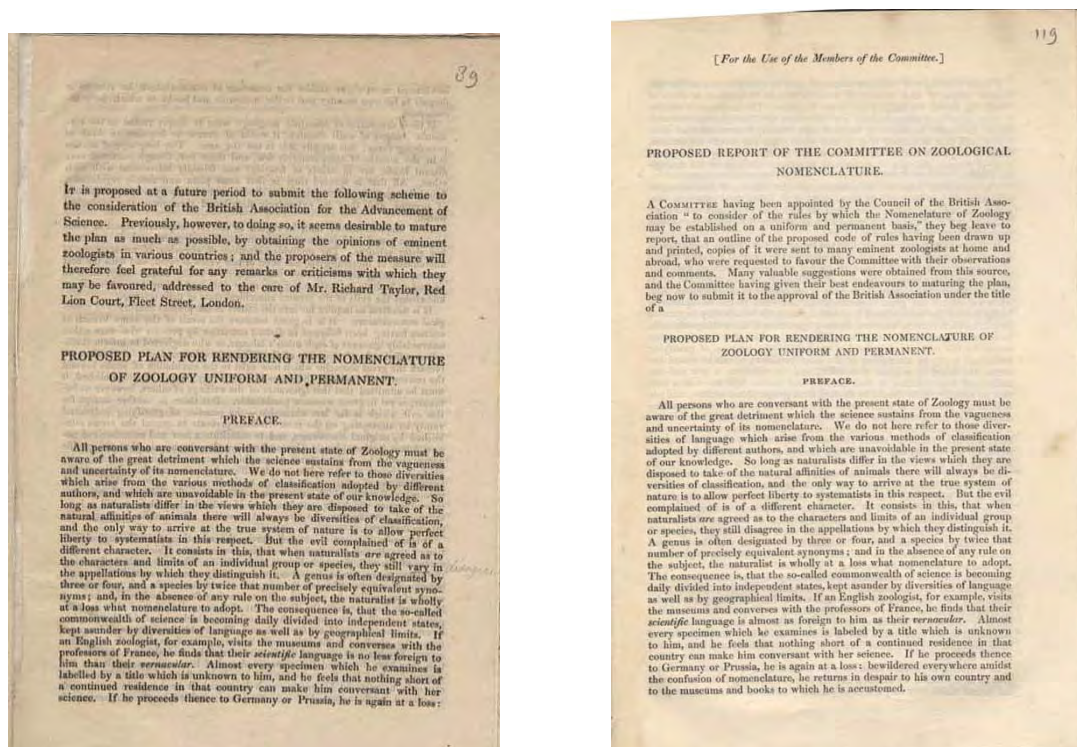 89
IT is proposed at a future period to submit the following scheme to
the consideration of the British Association for the Advancement of
Science. Previously, however, to doing so, it seems desirable to mature
the plan as much as possible, by obtaining the opinions of eminent
zoologists in various countries; and the proposers of the measure will
therefore feel grateful for any remarks or criticisms with which they
may be favoured, addressed to the care of Mr. Richard Taylor, Red
Lion Court, Fleet Street, London.
PROPOSED PLAN FOR RENDERING THE NOMENCLATURE
OF ZOOLOGY UNIFORM AND PERMANENT.
PREFACE.
All persons who are conversant with the present state of Zoology must be
aware of the great detriment which the science sustains from the vagueness
and uncertainty of its nomenclature. We do not here refer to those diversities
which arise from the various methods of classification adopted by different
authors, and which are unavoidable in the present state of our knowledge. So
long as naturalists differ in the views which they are disposed to take of the
natural affinities of animals there will always be diversities of classification,
and the only way to arrive at the true system of nature is to allow perfect
liberty to systematists in this respect. But the evil complained of is of a
different character. It consists in this, that when naturalists are agreed as to
the characters and limits of an individual group or species, they still vary in
the appellations by which they distinguish it. A genus is often designated by
three or four, and a species by twice that number of precisely equivalent syno-
nyms; and, in the absence of any rule on the subject, the naturalist is wholly
at a loss what nomenclature to adopt. The consequence is, that the so-called
commonwealth of science is becoming daily divided into independent states,
kept asunder by diversities of language as well as by geographical limits. If
an English zoologist, for example, visits the museums and converses with the
professors of France, he finds that their scientific language is no less foreign to
him than their vernacular. Almost every specimen which he examines is
labelled by a title which is unknown to him, and he feels that nothing short of
a continued residence in that country can make him conversant with her
science. If he proceeds thence to Germany or Prussia, he is again at a loss:
119
[For the Use of the Members of the Committee.]
PROPOSED REPORT OF THE COMMITTEE ON ZOOLOGICAL
NOMENCLATURE.
A COMMITTEE having been appointed by the Council of the British Asso-
ciation "to consider of the rules by which the Nomenclature of Zoology
may be established on a uniform and permanent basis," they beg leave to
report, that an outline of the proposed code of rules having been drawn up
and printed, copies of it were sent to many eminent zoologists at home and
abroad, who were requested to favour the Committee with their observations
and comments. Many valuable suggestions were obtained from this source,
and the Committee having given their best endeavours to maturing the plan,
beg now to submit it to the approval of the British Association under the title
of a
PROPOSED PLAN FOR RENDERING THE NOMENCLATURE OF
ZOOLOGY UNIFORM AND PERMANENT.
PREFACE.
All persons who are conversant with the present state of Zoology must be
aware of the great detriment which the science sustains from the vagueness
and uncertainty of its nomenclature. We do not here refer to those diver-
sities of language which arise from the various methods of classification
adopted by different authors, and which are unavoidable in the present state
of our knowledge. So long as naturalists differ in the views which they are
disposed to take of the natural affinities of animals there will always be di-
versities of classification, and the only way to arrive at the true system of
nature is to allow perfect liberty to systematists in this respect. But the evil
complained of is of a different character. It consists in this, that when
naturalists are agreed as to the characters and limits of an individual group
or species, they still disagree in the appellations by which they distinguish it.
A genus is often designated by three or four, and a species by twice that
number of precisely equivalent synonyms; and in the absence of any rule on
the subject, the naturalist is wholly at a loss what nomenclature to adopt.
The consequence is, that the so-called commonwealth of science is becoming
daily divided into independent states, kept asunder by diversities of language
as well as by geographical limits. If an English zoologist, for example, visits
the museums and converses with the professors of France, he finds that their
scientific language is almost as foreign to him as their vernacular. Almost
every specimen which he examines is labeled by a title which is unknown
to him, and he feels that nothing short of a continued residence in that
country can make him conversant with her science. If he proceeds thence
to Germany or Prussia, he is again at a loss: bewildered everywhere amidst
the confusion of nomenclature, he returns in despair to his own country and
to the museums and books to which he is accustomed.